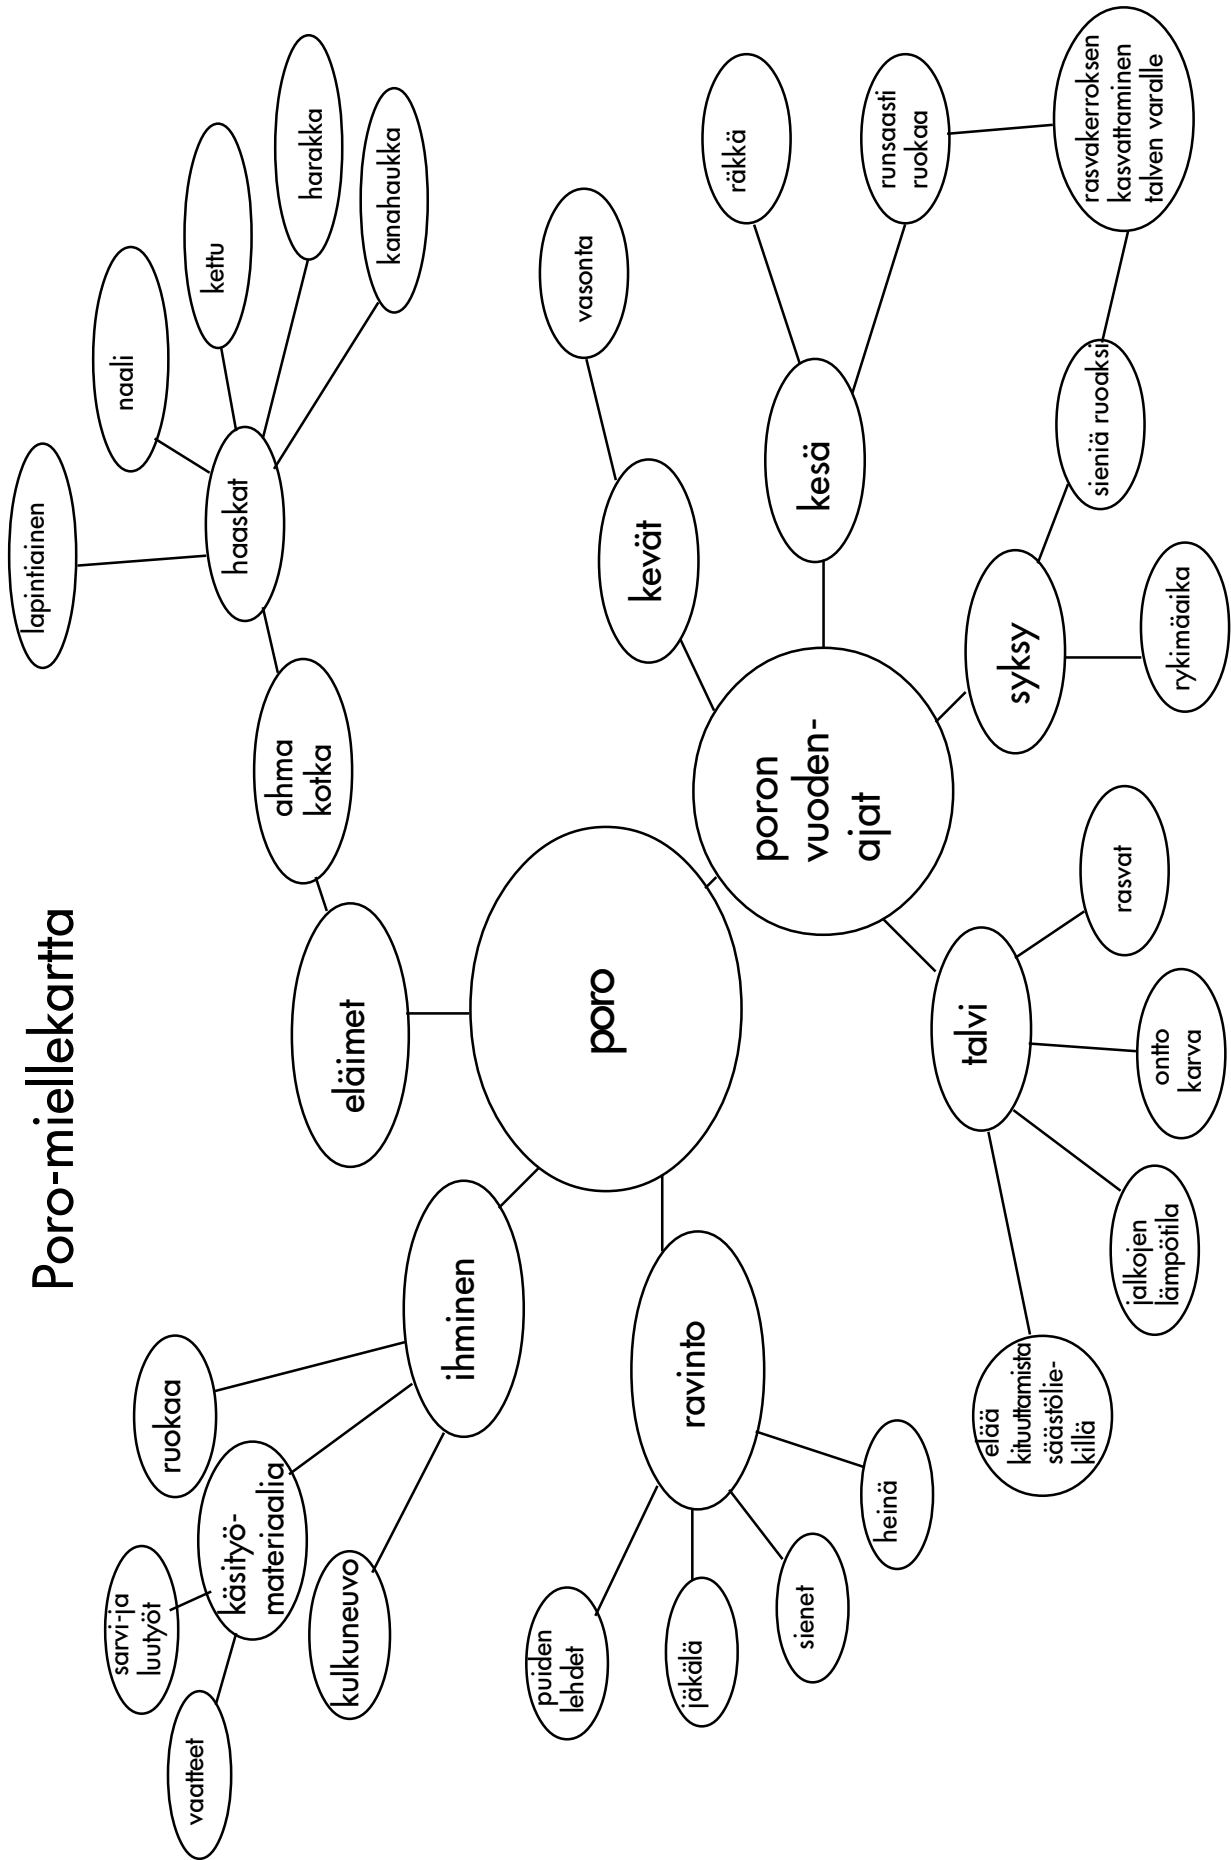 Poro-miellekartta
poro
eläimet
ahma
kotka
haaskat
lapintiainen
naali
kettu
harakka
kanahaukka
ihminen
ruokaa
käsityö-
materiaalia
sarvi-ja
luutyöt
vaatteet
kulkuneuvo
ravinto
puiden
lehdet
jäkälä
sienet
heinä
poron
vuoden-
ajat
kevät
vasonta
kesä
räkkä
runsaasti
ruokaa
rasvakerroksen
kasvattaminen
talven varalle
syksy
sieniä ruoaksi
rykimäaika
talvi
rasvat
ontto
karva
jalkojen
lämpötila
elää
kituuttamista
säästölie-
killä